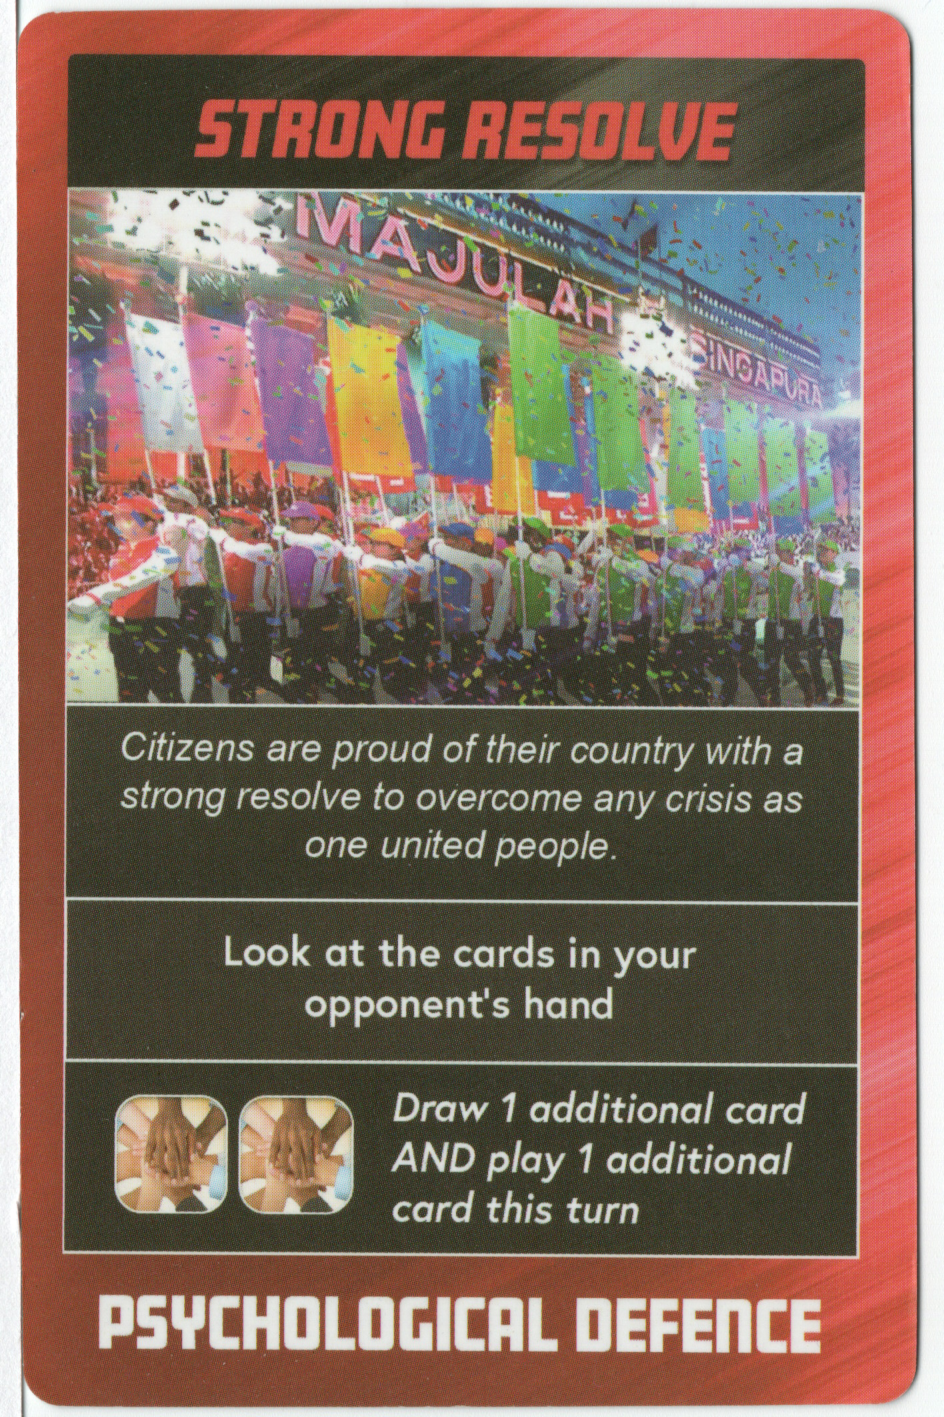 STRONG RESOLVE
MAJULAH
SINGAPURA
Citizens are proud of their country with a
strong resolve to overcome any crisis as
one united people.
Look at the cards in your
opponent's hand
Draw 1 additional card
AND play 1 additional
card this turn
PSYCHOLOGICAL DEFENCE